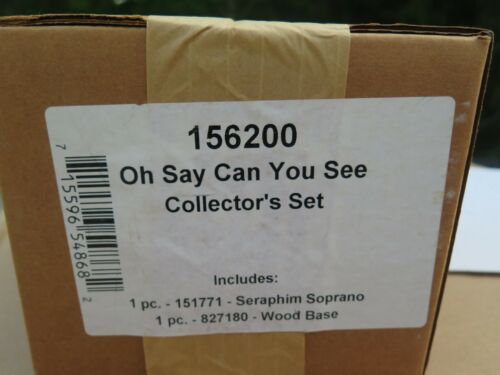 156200
Oh Say Can You See
Collector's Set
Includes:
1 pc. - 151771 - Seraphim Soprano
1 pc. - 827180 - Wood Base
7 15596 54868 2